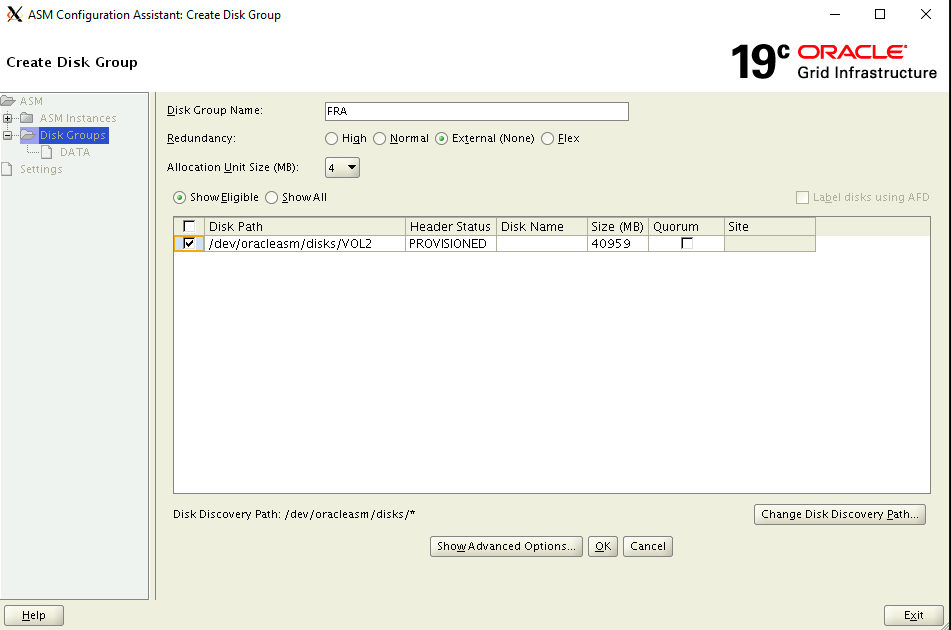 ASM Configuration Assistant: Create Disk Group
Create Disk Group
19c ORACLE
Grid Infrastructure
ASM
ASM Instances
Disk Groups
DATA
Settings
Disk Group Name: FRA
Redundancy: High Normal External (None) Flex
Allocation Unit Size (MB): 4
Show Eligible Show All Label disks using AFD
Disk Path Header Status Disk Name Size (MB) Quorum Site
/dev/oracleasm/disks/VOL2 PROVISIONED 40959
Disk Discovery Path: /dev/oracleasm/disks/* Change Disk Discovery Path...
Show Advanced Options... OK Cancel
Help Exit